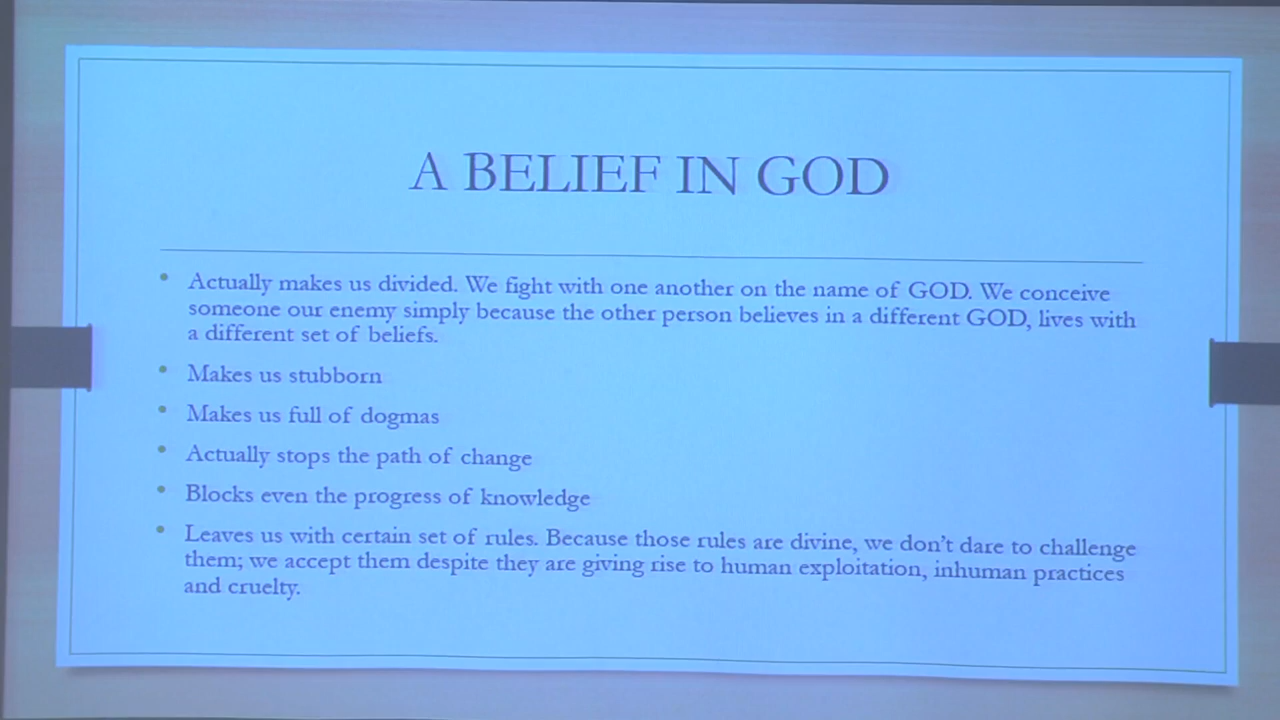 A BELIEF IN GOD
• Actually makes us divided. We fight with one another on the name of GOD. We conceive
someone our enemy simply because the other person believes in a different GOD, lives with
a different set of beliefs.
• Makes us stubborn
• Makes us full of dogmas
• Actually stops the path of change
• Blocks even the progress of knowledge
• Leaves us with certain set of rules. Because those rules are divine, we don’t dare to challenge
them; we accept them despite they are giving rise to human exploitation, inhuman practices
and cruelty.